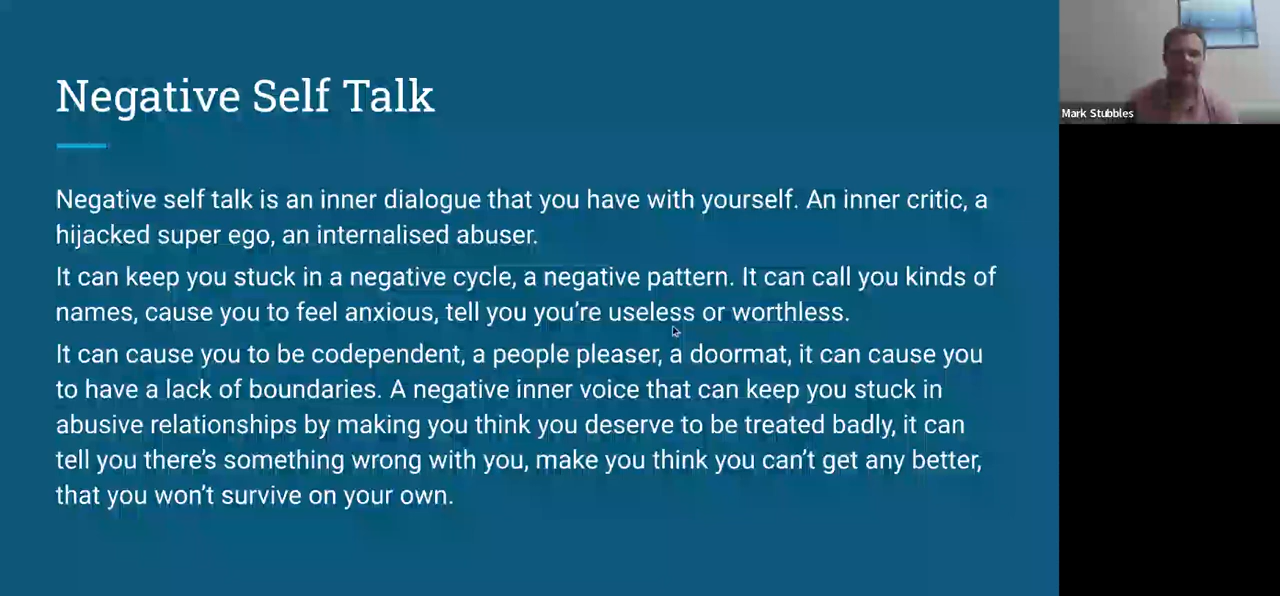 Negative Self Talk
Negative self talk is an inner dialogue that you have with yourself. An inner critic, a
hijacked super ego, an internalised abuser.
It can keep you stuck in a negative cycle, a negative pattern. It can call you kinds of
names, cause you to feel anxious, tell you you’re useless or worthless.
It can cause you to be codependent, a people pleaser, a doormat, it can cause you
to have a lack of boundaries. A negative inner voice that can keep you stuck in
abusive relationships by making you think you deserve to be treated badly, it can
tell you there’s something wrong with you, make you think you can’t get any better,
that you won’t survive on your own.
Mark Stubbles